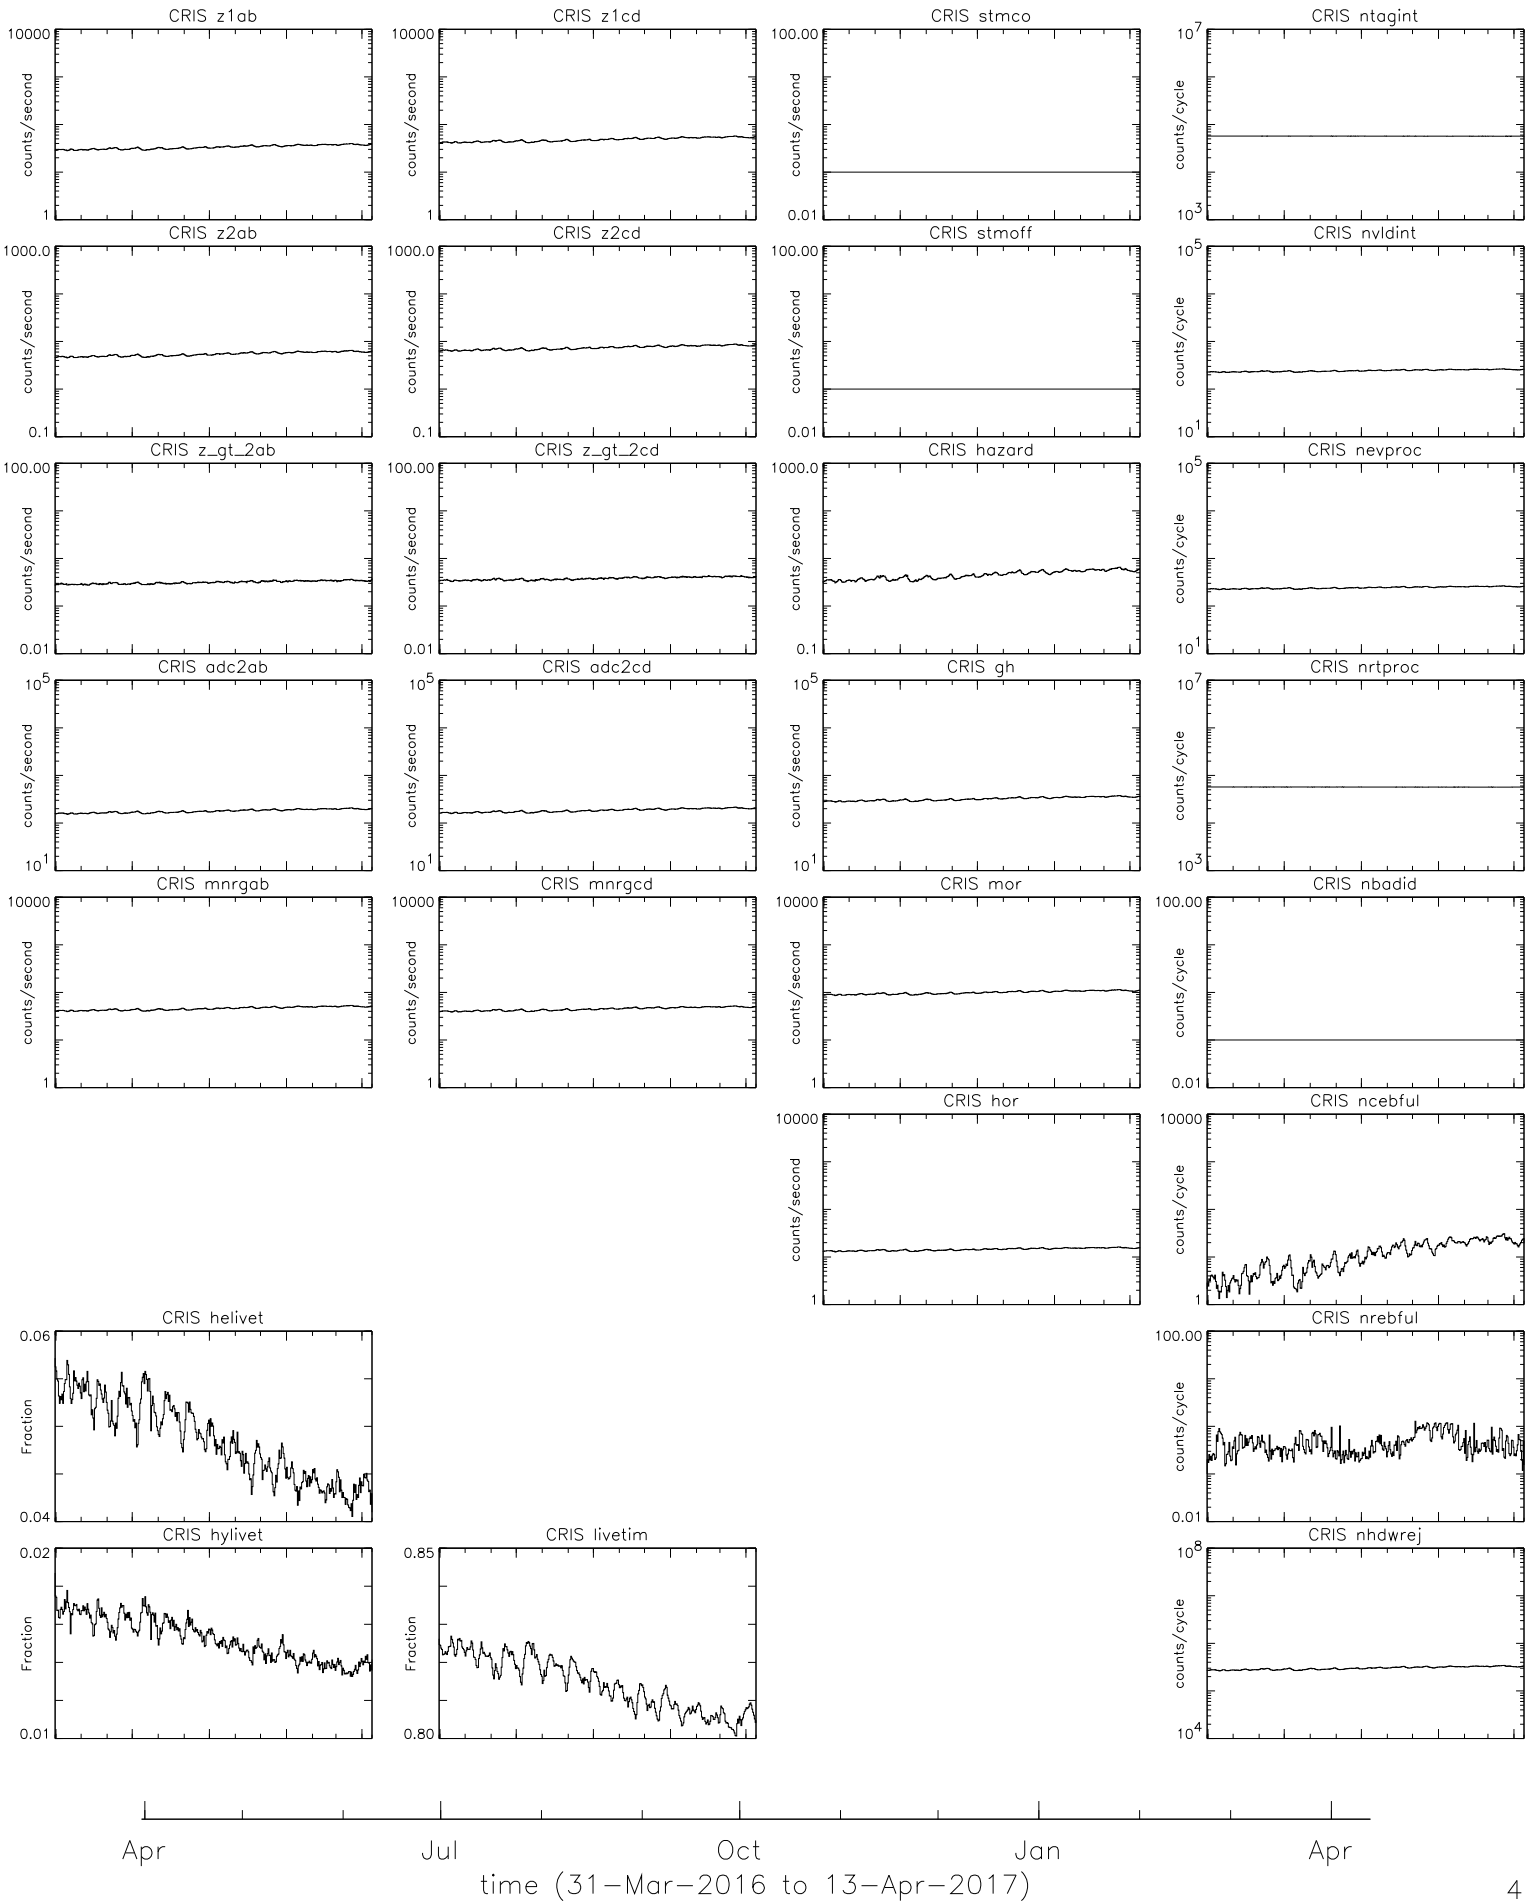 CRIS z1ab
10000
counts/second
1
CRIS z1cd
10000
counts/second
1
CRIS stmco
100.00
counts/second
0.01
CRIS ntagint
10^7
counts/cycle
10^3
CRIS z2ab
1000.0
counts/second
0.1
CRIS z2cd
1000.0
counts/second
0.1
CRIS stmoff
100.00
counts/second
0.01
CRIS nvldint
10^5
counts/cycle
10^1
CRIS z_gt_2ab
100.00
counts/second
0.01
CRIS z_gt_2cd
100.00
counts/second
0.01
CRIS hazard
1000.0
counts/second
0.1
CRIS nevproc
10^5
counts/cycle
10^1
CRIS adc2ab
10^5
counts/second
10^1
CRIS adc2cd
10^5
counts/second
10^1
CRIS gh
10^5
counts/second
10^1
CRIS nrtproc
10^7
counts/cycle
10^3
CRIS mnrgab
10000
counts/second
1
CRIS mnrgcd
10000
counts/second
1
CRIS mor
10000
counts/second
1
CRIS nbadid
100.00
counts/cycle
0.01
CRIS hor
10000
counts/second
1
CRIS ncebful
10000
counts/cycle
1
CRIS helivet
0.06
Fraction
0.04
CRIS nrebful
100.00
counts/cycle
0.01
CRIS hylivet
0.02
Fraction
0.01
CRIS livetim
0.85
Fraction
0.80
CRIS nhdwrej
10^8
counts/cycle
10^4
Apr Jul Oct Jan Apr
time (31-Mar-2016 to 13-Apr-2017)
4